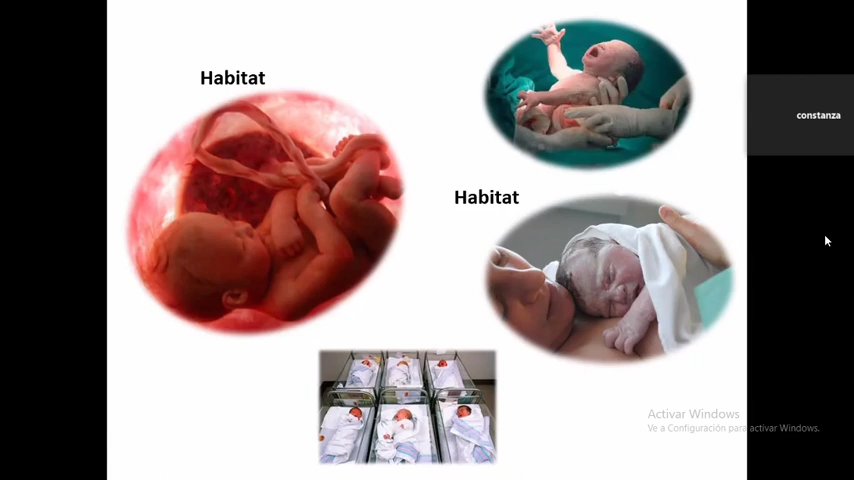 Habitat
constanza
Habitat
Activar Windows
Ve a Configuración para activar Windows.